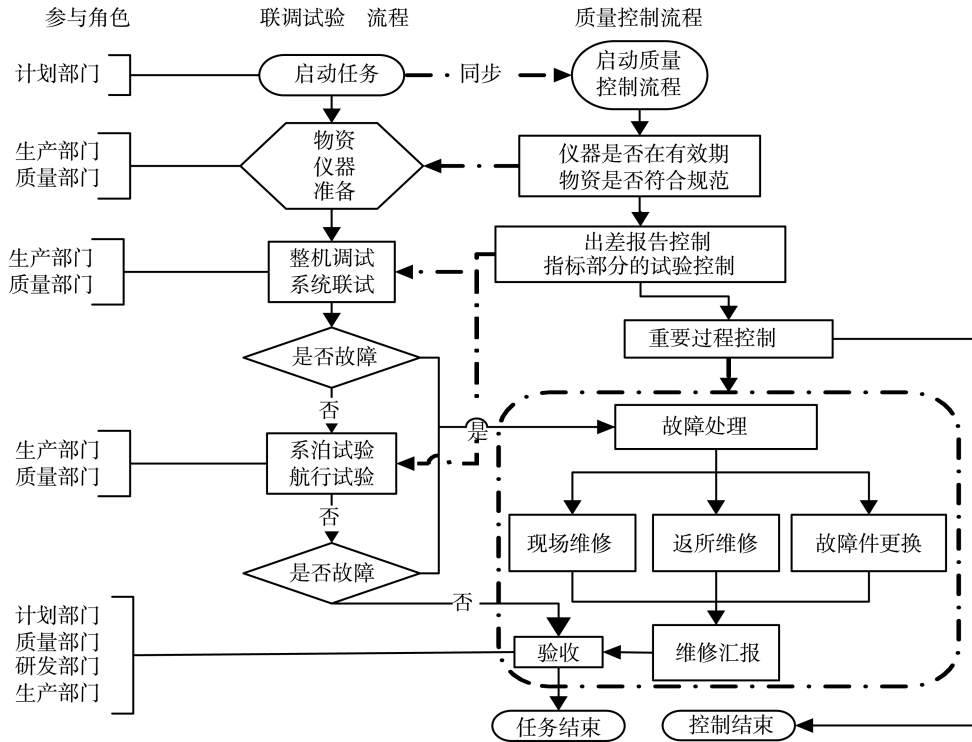 参与角色
联调试验 流程
质量控制流程
计划部门
启动任务
同步
启动质量
控制流程
生产部门
质量部门
物资
仪器
准备
仪器是否在有效期
物资是否符合规范
生产部门
质量部门
整机调试
系统联试
出差报告控制
指标部分的试验控制
重要过程控制
是否故障
否
是
故障处理
生产部门
质量部门
系泊试验
航行试验
否
现场维修
返所维修
故障件更换
是否故障
否
计划部门
质量部门
研发部门
生产部门
验收
维修汇报
任务结束
控制结束